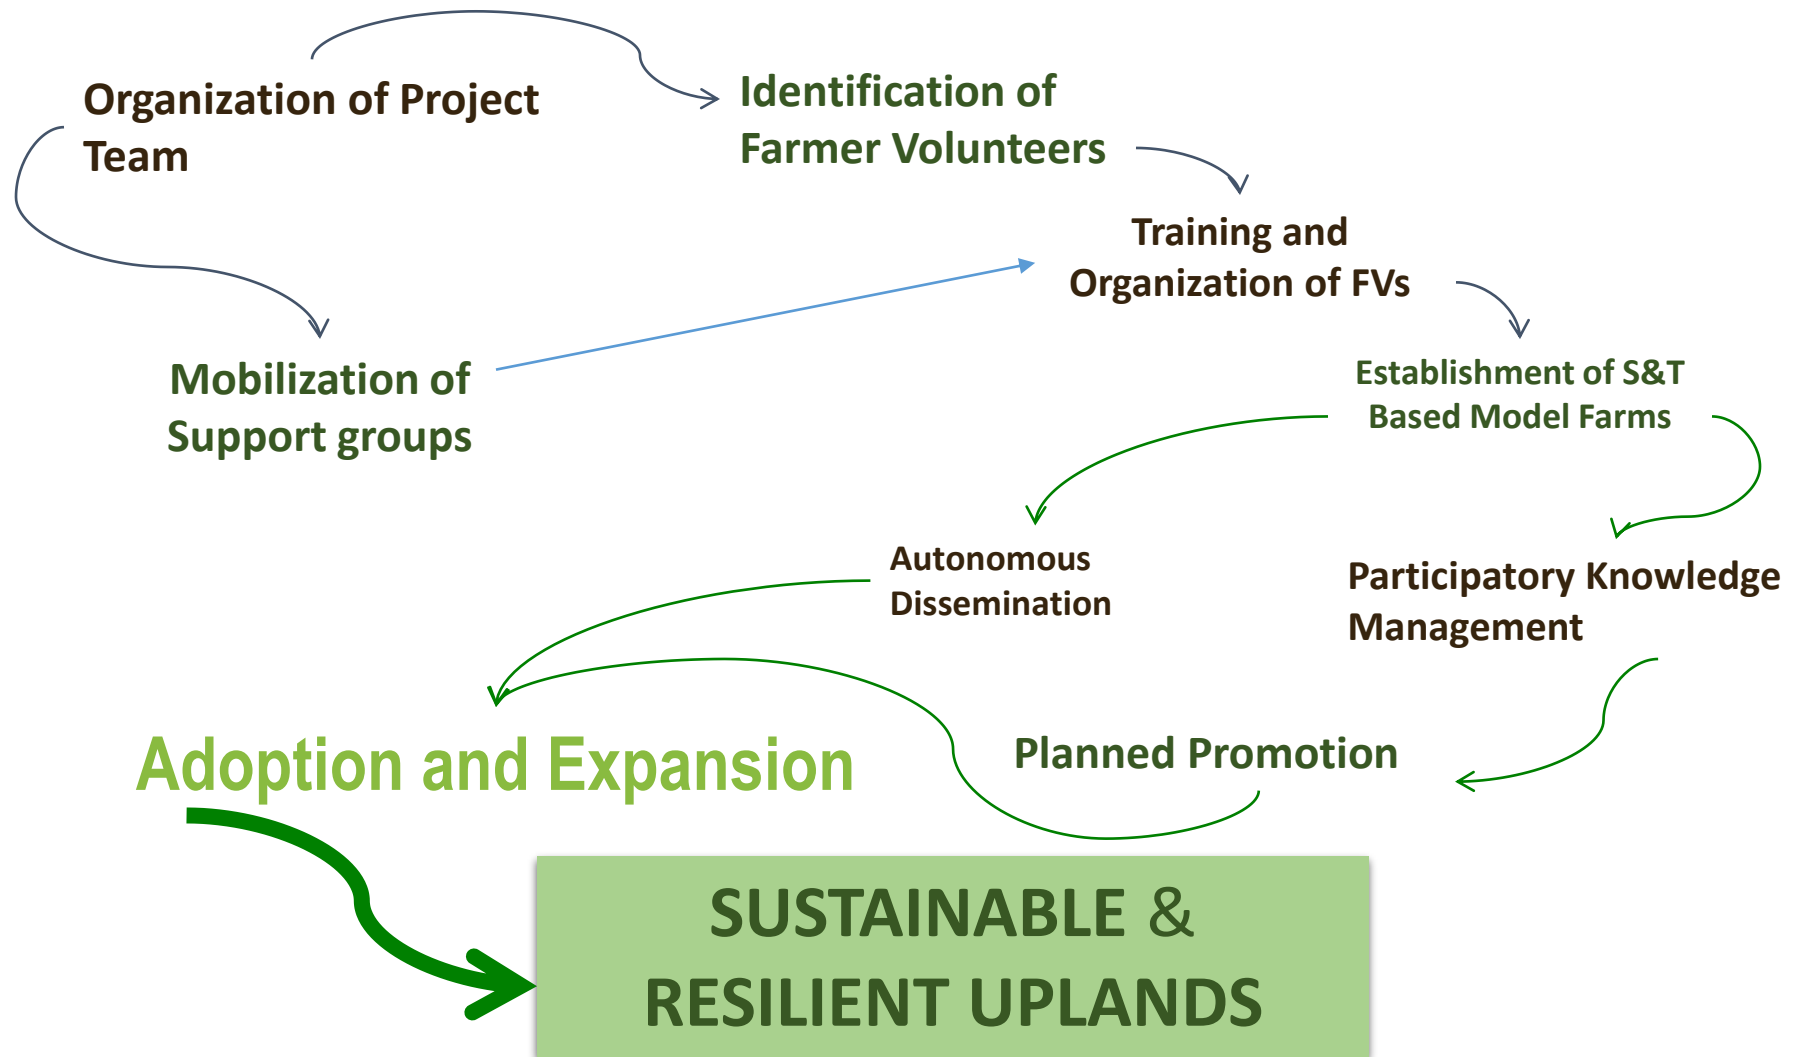 Organization of Project
Team
Identification of
Farmer Volunteers
Training and
Organization of FVs
Mobilization of
Support groups
Establishment of S&T
Based Model Farms
Autonomous
Dissemination
Participatory Knowledge
Management
Planned Promotion
Adoption and Expansion
SUSTAINABLE &
RESILIENT UPLANDS